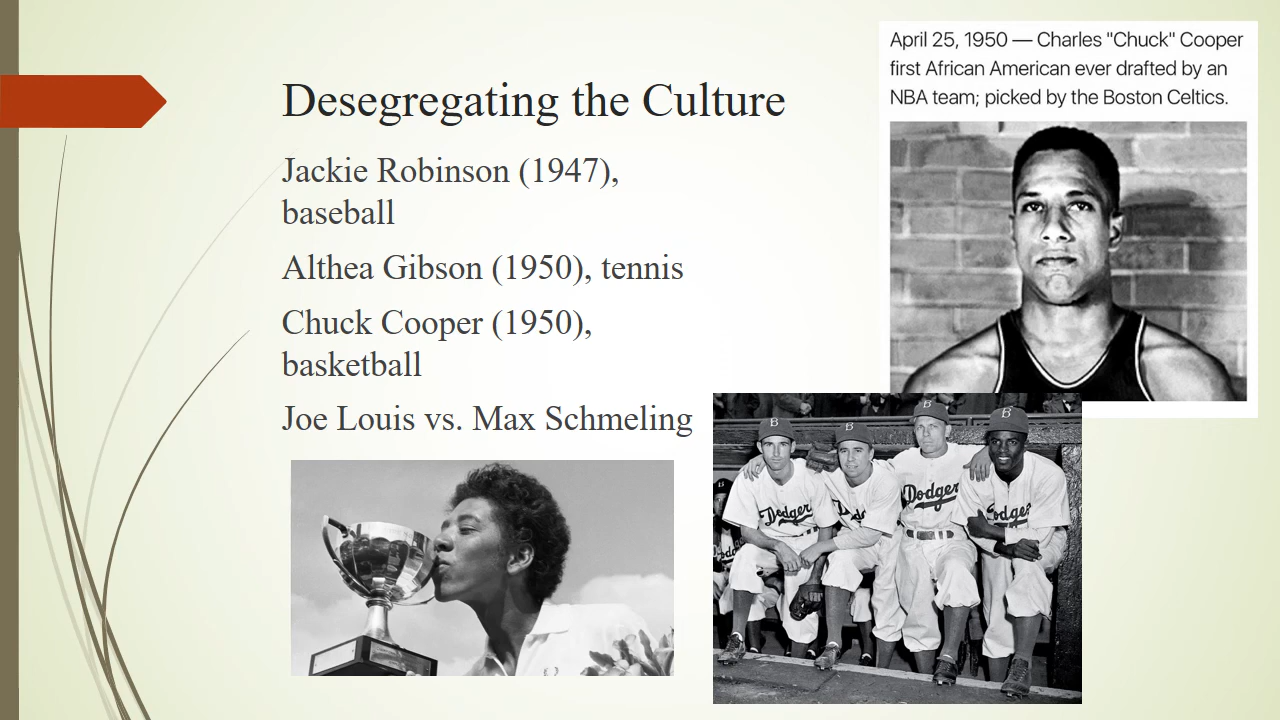 Desegregating the Culture
Jackie Robinson (1947),
baseball
Althea Gibson (1950), tennis
Chuck Cooper (1950),
basketball
Joe Louis vs. Max Schmeling
April 25, 1950 — Charles "Chuck" Cooper
first African American ever drafted by an
NBA team; picked by the Boston Celtics.
B
B
B
B
Dodgers
Dodgers